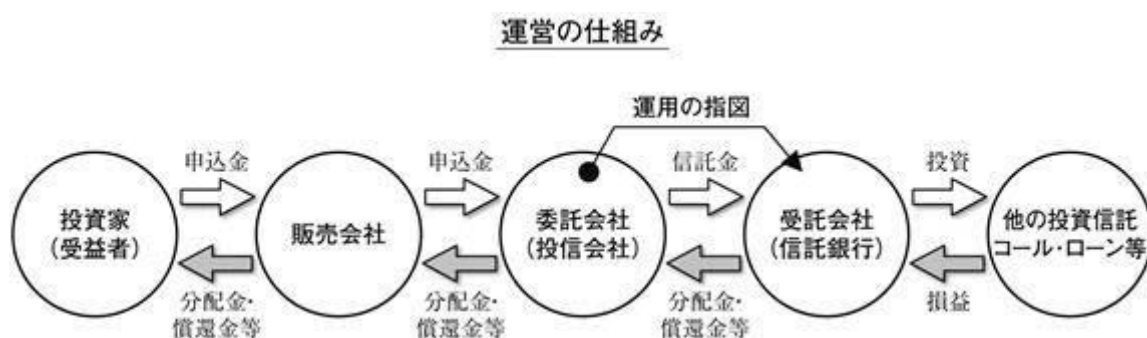 運営の仕組み
運用の指図
申込金
申込金
信託金
投資
投資家
(受益者)
販売会社
委託会社
(投信会社)
受託会社
(信託銀行)
他の投資信託
コール・ローン等
分配金・
償還金等
分配金・
償還金等
分配金・
償還金等
損益